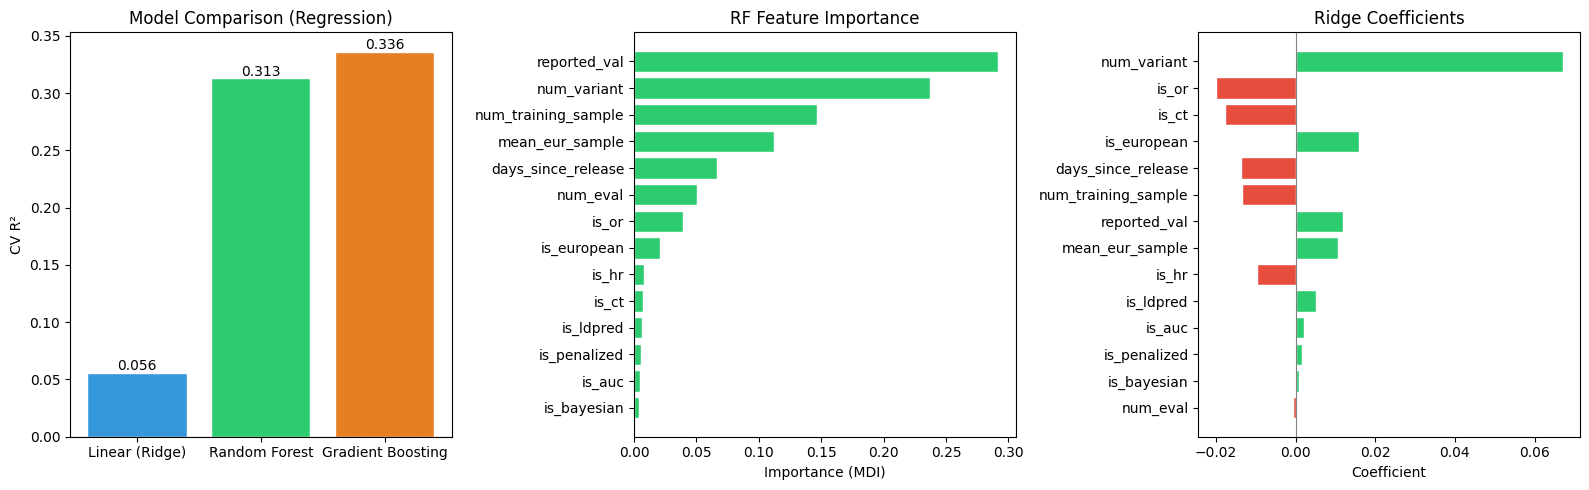 Model Comparison (Regression)
CV R²
0.35
0.30
0.25
0.20
0.15
0.10
0.05
0.00
0.056
0.313
0.336
Linear (Ridge)
Random Forest
Gradient Boosting
RF Feature Importance
reported_val
num_variant
num_training_sample
mean_eur_sample
days_since_release
num_eval
is_or
is_european
is_hr
is_ct
is_ldpred
is_penalized
is_auc
is_bayesian
0.00 0.05 0.10 0.15 0.20 0.25 0.30
Importance (MDI)
Ridge Coefficients
num_variant
is_or
is_ct
is_european
days_since_release
num_training_sample
reported_val
mean_eur_sample
is_hr
is_ldpred
is_auc
is_penalized
is_bayesian
num_eval
−0.02 0.00 0.02 0.04 0.06
Coefficient